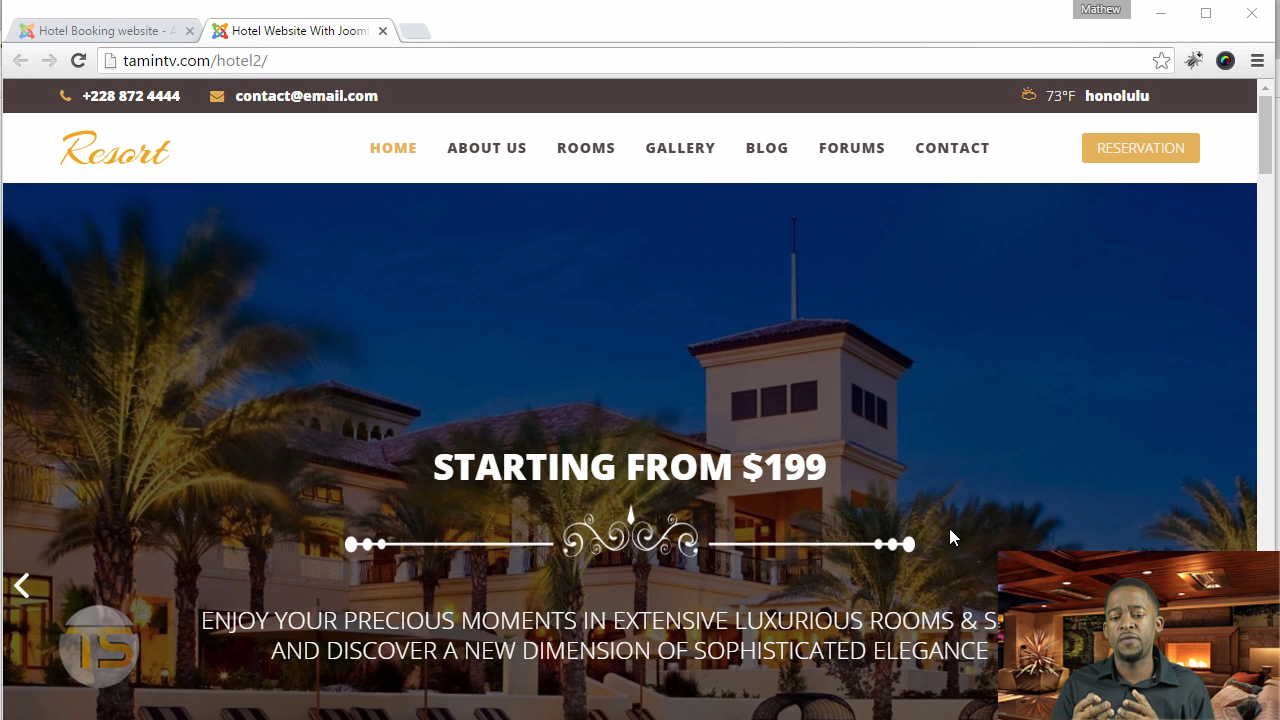 Mathew
Hotel Booking website - A
Hotel Website With Jooml
tamintv.com/hotel2/
+228 872 4444 contact@email.com 73°F honolulu
Resort
HOME ABOUT US ROOMS GALLERY BLOG FORUMS CONTACT
RESERVATION
STARTING FROM $199
ENJOY YOUR PRECIOUS MOMENTS IN EXTENSIVE LUXURIOUS ROOMS & S
AND DISCOVER A NEW DIMENSION OF SOPHISTICATED ELEGANCE
TS